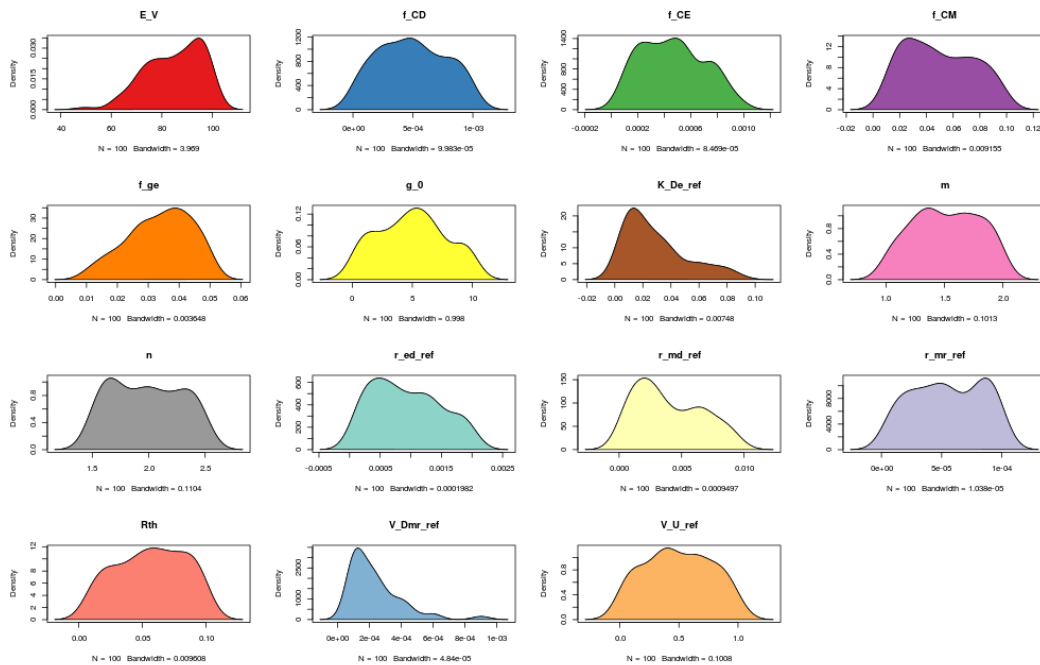 E_V f_CD f_CE f_CM
Density 0.000 0.015 0.030 Density 0 400 800 1200 Density 0 400 800 1400 Density 0 4 8 12
40 60 80 100 0e+00 5e-04 1e-03 -0.0002 0.0002 0.0006 0.0010 -0.02 0.00 0.02 0.04 0.06 0.08 0.10 0.12
N = 100 Bandwidth = 3.969 N = 100 Bandwidth = 9.983e-05 N = 100 Bandwidth = 8.469e-05 N = 100 Bandwidth = 0.009155
f_ge g_0 K_De_ref m
Density 0 10 20 30 Density 0.00 0.06 0.12 Density 0 5 10 20 Density 0.0 0.4 0.8
0.00 0.01 0.02 0.03 0.04 0.05 0.06 0 5 10 -0.02 0.00 0.02 0.04 0.06 0.08 0.10 1.0 1.5 2.0
N = 100 Bandwidth = 0.003648 N = 100 Bandwidth = 0.998 N = 100 Bandwidth = 0.00748 N = 100 Bandwidth = 0.1013
n r_ed_ref r_md_ref r_mr_ref
Density 0.0 0.4 0.8 Density 0 200 400 600 Density 0 50 100 150 Density 0 4000 8000
1.5 2.0 2.5 -0.0005 0.0005 0.0015 0.0025 0.000 0.005 0.010 0e+00 5e-05 1e-04
N = 100 Bandwidth = 0.1104 N = 100 Bandwidth = 0.0001982 N = 100 Bandwidth = 0.0009497 N = 100 Bandwidth = 1.038e-05
Rth V_Dmr_ref V_U_ref
Density 0 2 4 6 8 12 Density 0 1000 2500 Density 0.0 0.4 0.8
0.00 0.05 0.10 0e+00 2e-04 4e-04 6e-04 8e-04 1e-03 0.0 0.5 1.0
N = 100 Bandwidth = 0.009608 N = 100 Bandwidth = 4.84e-05 N = 100 Bandwidth = 0.1008